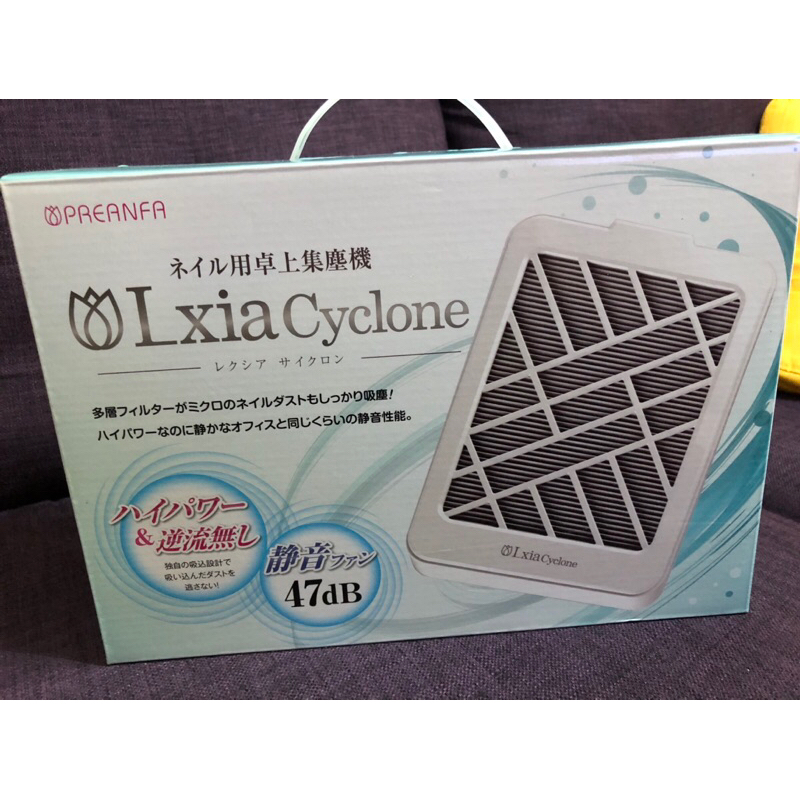 PREANFA
ネイル用卓上集塵機
Lxia Cyclone
レクシア サイクロン
多層フィルターがミクロのネイルダストもしっかり吸塵!
ハイパワーなのに静かなオフィスと同じくらいの静音性能。
ハイパワー
&逆流無し
独自の吸込設計で
吸い込んだダストを
逃さない!
静音ファン
47dB
Lxia Cyclone